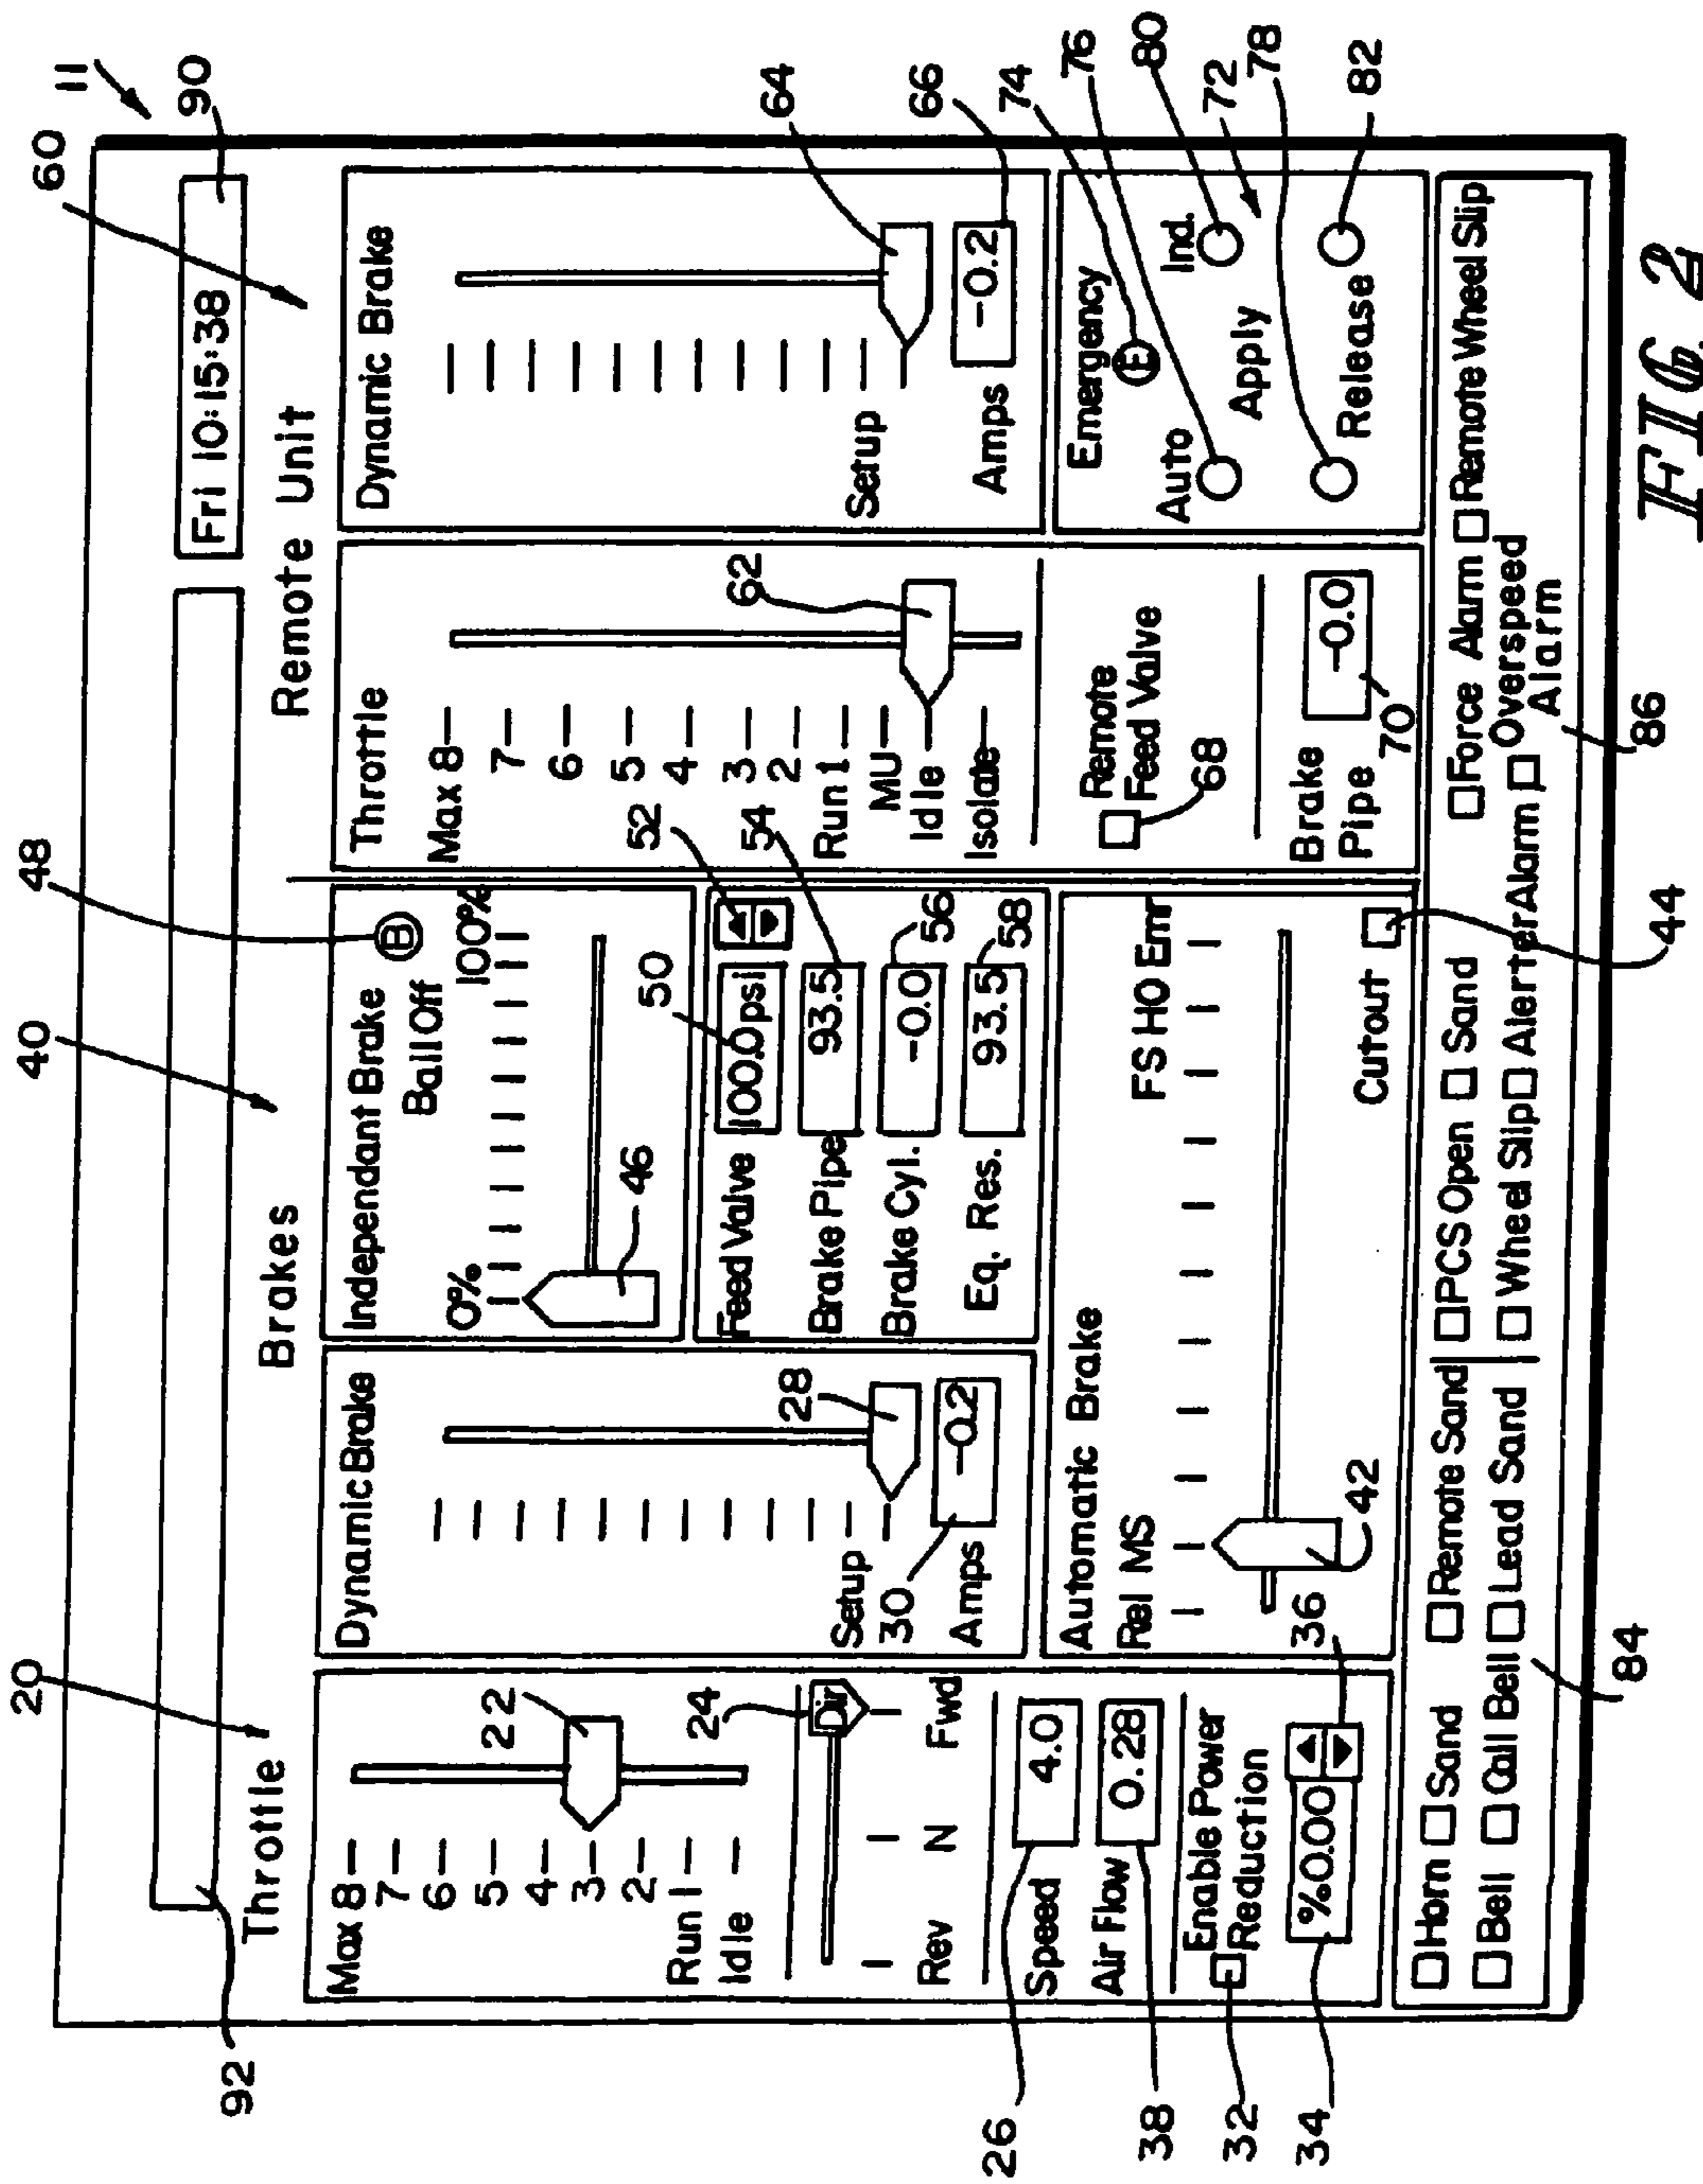 11
20
40
48
60
90
92
Fri 10:15:38
Throttle
Brakes
Remote Unit
Max 8
7
6
5
4
3
2
Run 1
Idle
22
24
Dir
Rev N Fwd
Speed 4.0
26
Air Flow 0.28
38
Enable Power
Reduction
32
%0.00
34
36
Dynamic Brake
Setup
28
30
Amps -0.2
Independant Brake
Ball Off
B
0% 100%
46
50
52
54
Feed Valve 100.0psi
Brake Pipe 93.5
Brake Cyl. -0.0
56
Eq. Res. 93.5
58
Automatic Brake
Rel MS FS HO Emr
42
Cutout
44
Throttle
Max 8
7
6
5
4
3
2
Run 1
MU
Idle
Isolate
62
Remote
Feed Valve
68
Brake
Pipe -0.0
70
Dynamic Brake
Setup
64
Amps -0.2
66
Emergency
E
74
Auto Ind.
76
80
Apply
72
Release
78
82
Horn Sand Remote Sand PCS Open Sand Force Alarm Remote Wheel Slip
Bell Call Bell Lead Sand Wheel Slip Alerter Alarm Overspeed
Alarm
84
86
FIG 2